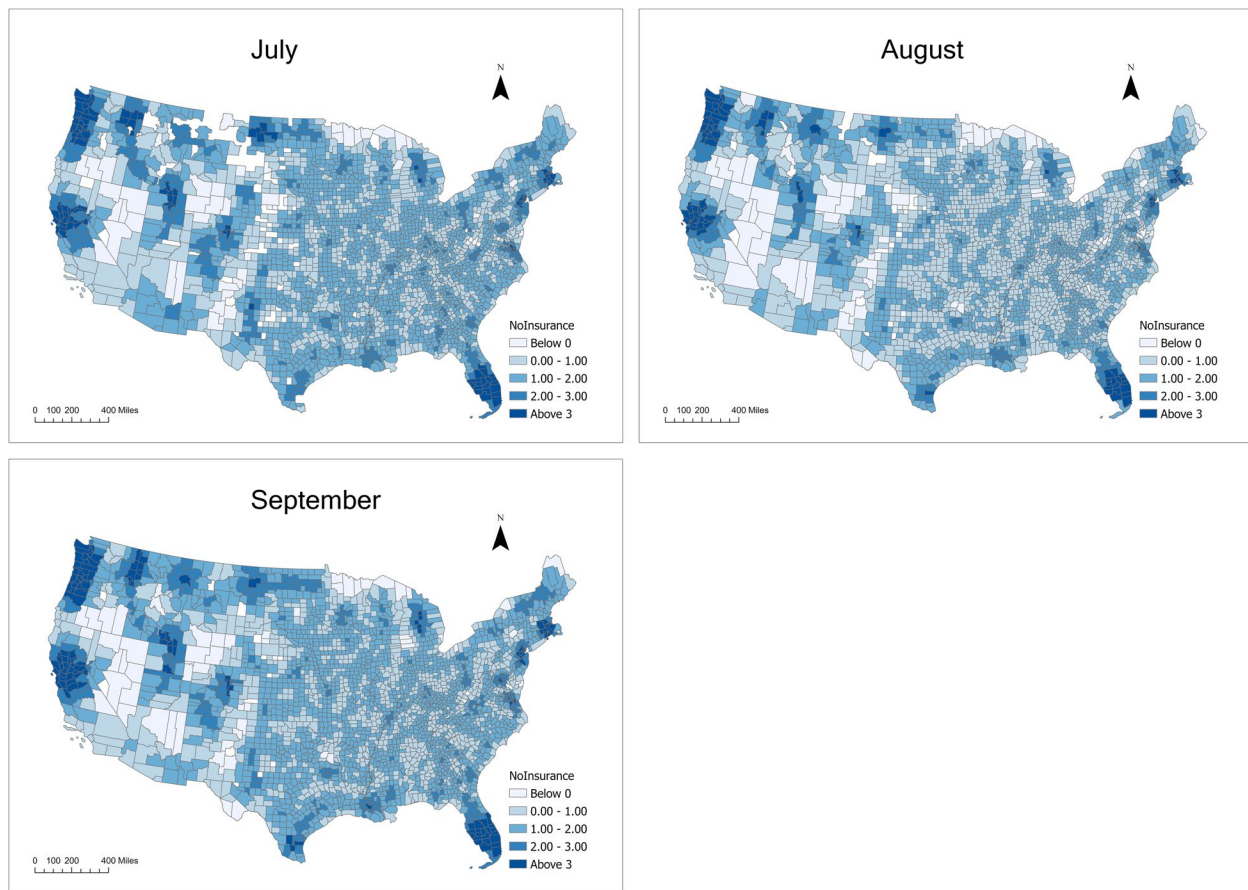 July
N
NoInsurance
Below 0
0.00 - 1.00
1.00 - 2.00
2.00 - 3.00
Above 3
0 100 200 400 Miles
August
N
NoInsurance
Below 0
0.00 - 1.00
1.00 - 2.00
2.00 - 3.00
Above 3
0 100 200 400 Miles
September
N
NoInsurance
Below 0
0.00 - 1.00
1.00 - 2.00
2.00 - 3.00
Above 3
0 100 200 400 Miles